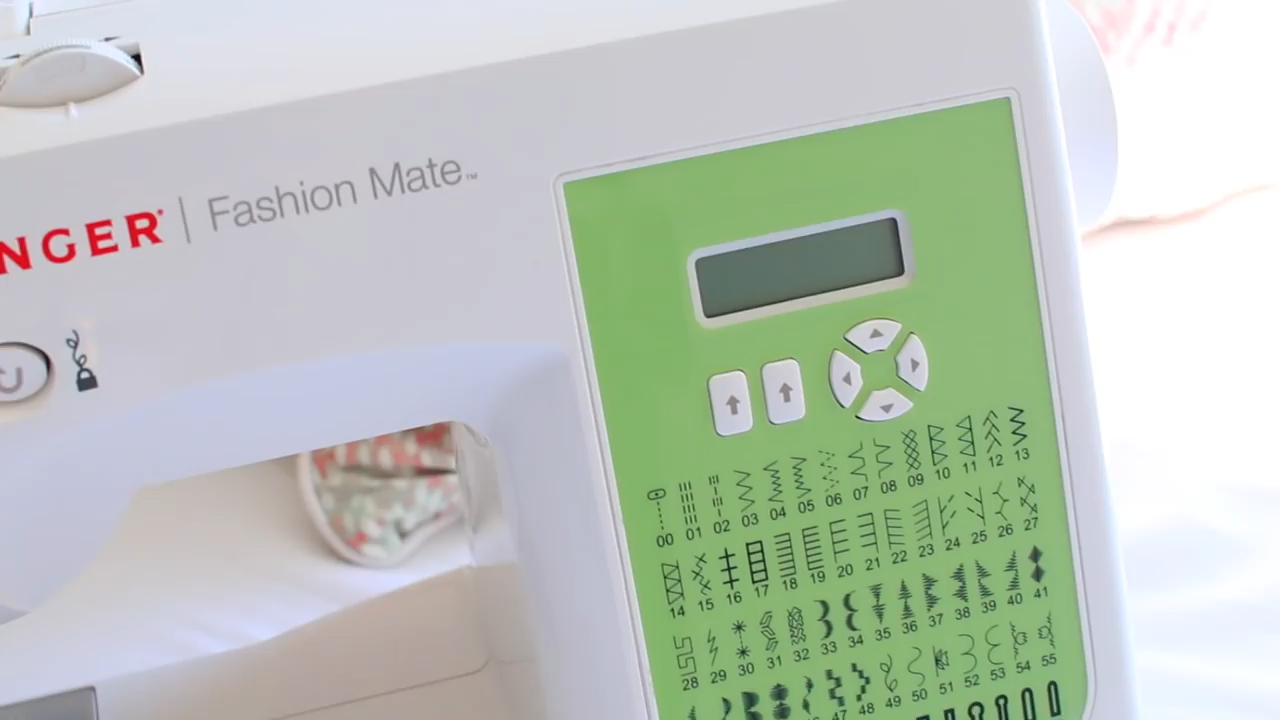 NGER | Fashion Mate™
00 01 02 03 04 05 06 07 08 09 10 11 12 13
14 15 16 17 18 19 20 21 22 23 24 25 26 27
28 29 30 31 32 33 34 35 36 37 38 39 40 41
47 48 49 50 51 52 53 54 55